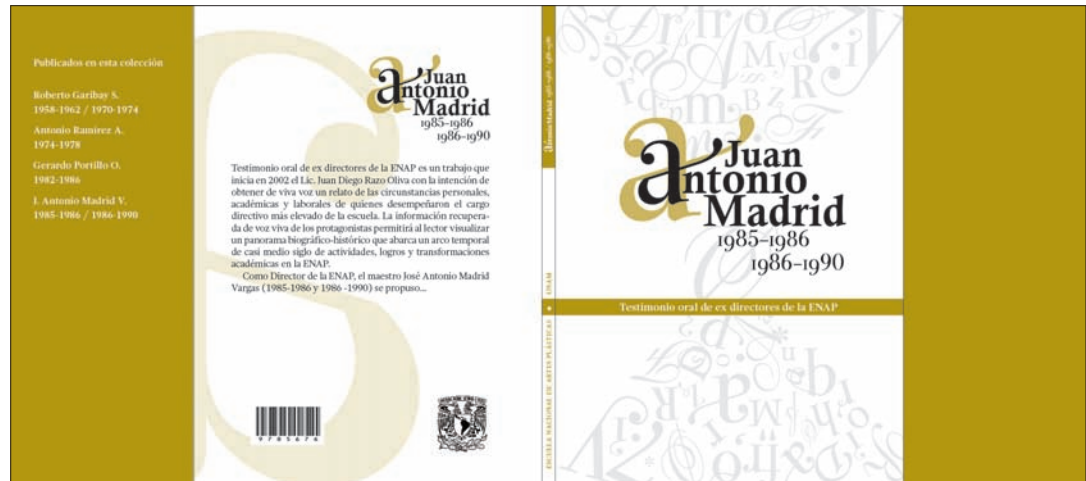 Publicados en esta colección
Roberto Garibay S.
1958-1962 / 1970-1974
Antonio Ramírez A.
1974-1978
Gerardo Portillo O.
1982-1986
J. Antonio Madrid V.
1985-1986 / 1986-1990
Juan
antonio
Madrid
1985-1986
1986-1990
Testimonio oral de ex directores de la ENAP es un trabajo que
inicia en 2002 el Lic. Juan Diego Razo Oliva con la intención de
obtener de viva voz un relato de las circunstancias personales,
académicas y laborales de quienes desempeñaron el cargo
directivo más elevado de la escuela. La información recupera-
da de voz viva de los protagonistas permitirá al lector visualizar
un panorama biográfico-histórico que abarca un arco temporal
de casi medio siglo de actividades, logros y transformaciones
académicas en la ENAP.
Como Director de la ENAP, el maestro José Antonio Madrid
Vargas (1985-1986 y 1986 -1990) se propuso...
9785676
ESCUELA NACIONAL DE ARTES PLÁSTICAS • UNAM
antonio Madrid 1985-1986 / 1986-1990
Juan
antonio
Madrid
1985-1986
1986-1990
Testimonio oral de ex directores de la ENAP